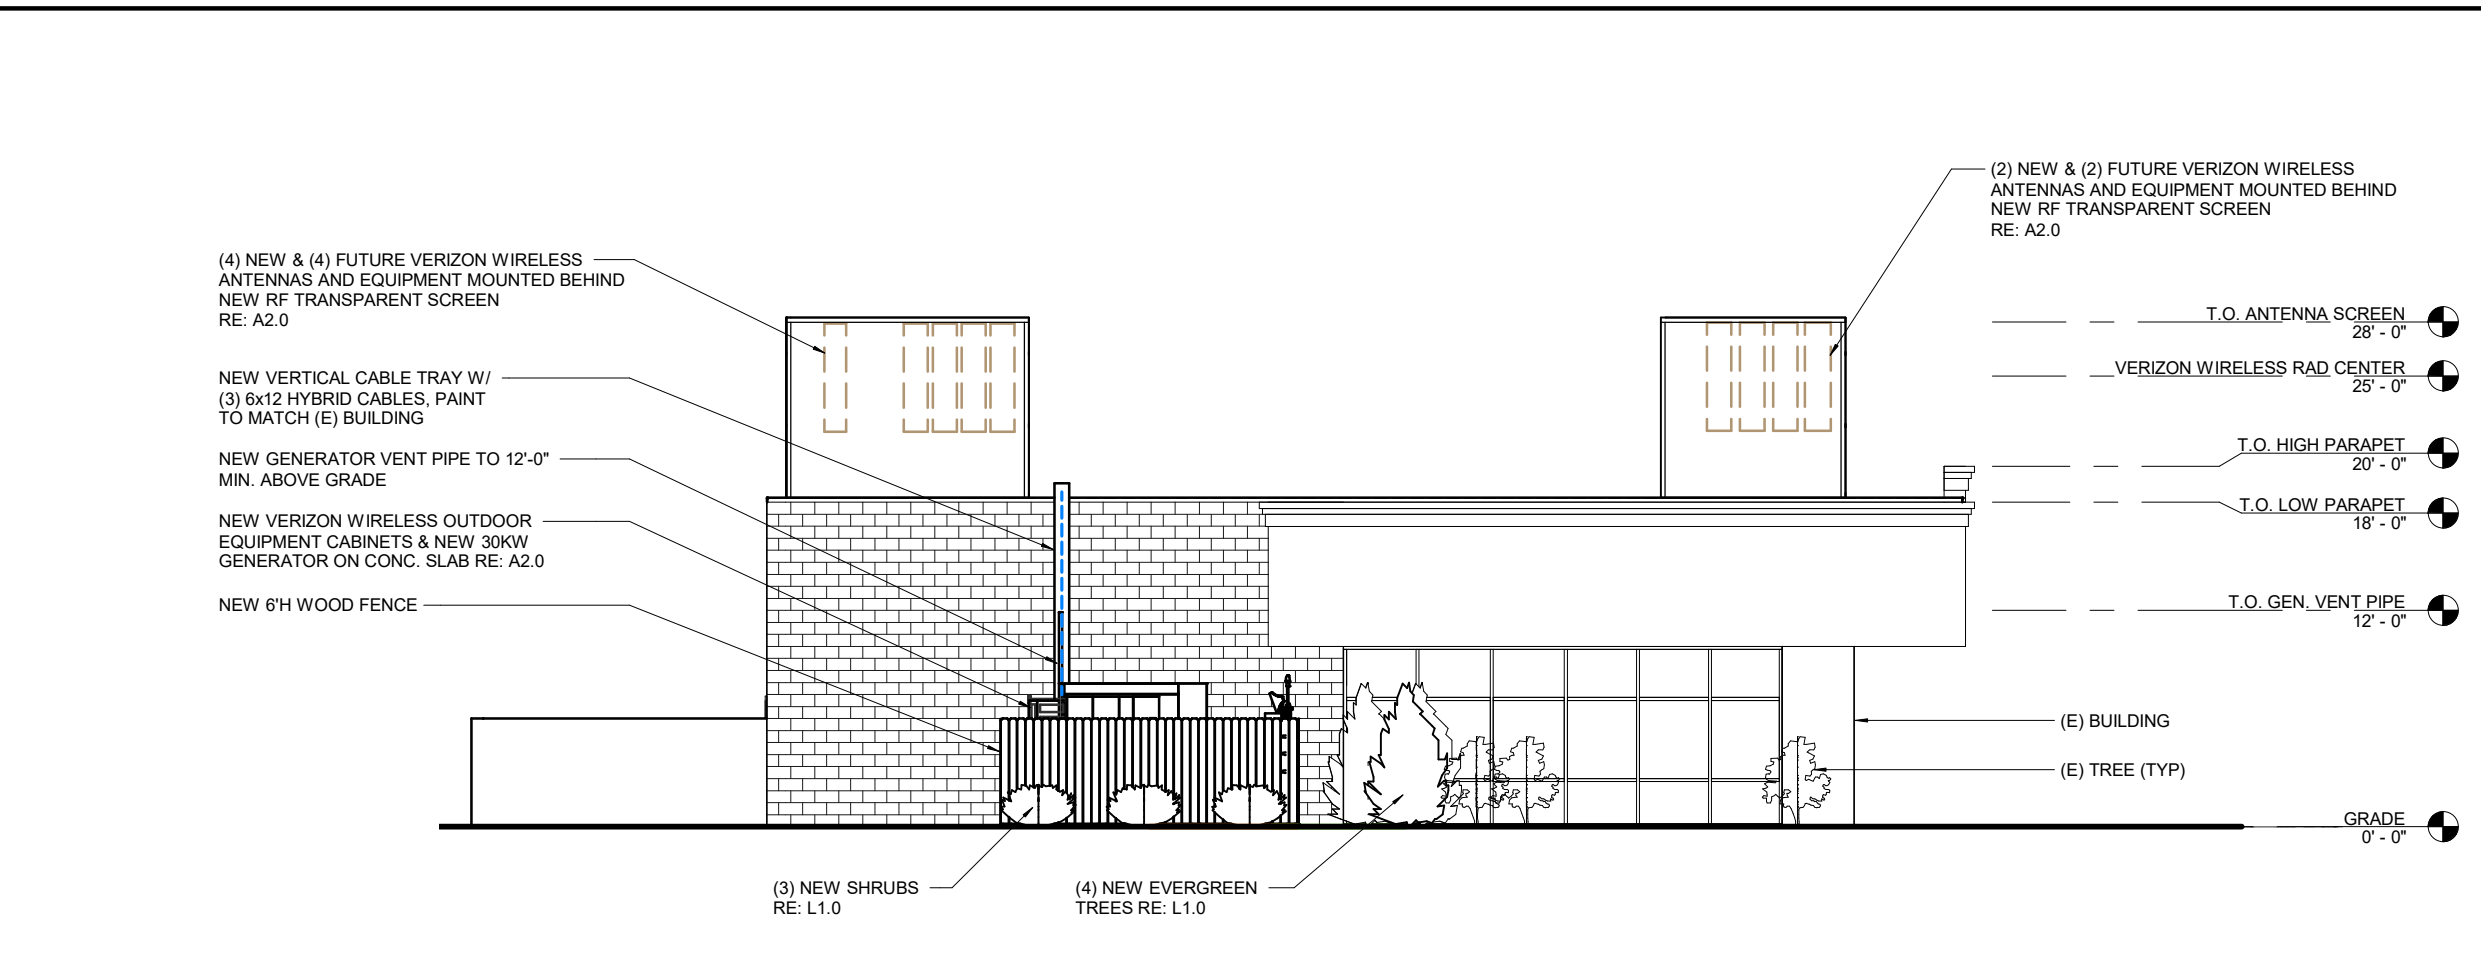 (2) NEW & (2) FUTURE VERIZON WIRELESS
ANTENNAS AND EQUIPMENT MOUNTED BEHIND
NEW RF TRANSPARENT SCREEN
RE: A2.0
(4) NEW & (4) FUTURE VERIZON WIRELESS
ANTENNAS AND EQUIPMENT MOUNTED BEHIND
NEW RF TRANSPARENT SCREEN
RE: A2.0
NEW VERTICAL CABLE TRAY W/
(3) 6x12 HYBRID CABLES, PAINT
TO MATCH (E) BUILDING
NEW GENERATOR VENT PIPE TO 12'-0"
MIN. ABOVE GRADE
NEW VERIZON WIRELESS OUTDOOR
EQUIPMENT CABINETS & NEW 30KW
GENERATOR ON CONC. SLAB RE: A2.0
NEW 6'H WOOD FENCE
T.O. ANTENNA SCREEN
28' - 0"
VERIZON WIRELESS RAD CENTER
25' - 0"
T.O. HIGH PARAPET
20' - 0"
T.O. LOW PARAPET
18' - 0"
T.O. GEN. VENT PIPE
12' - 0"
(E) BUILDING
(E) TREE (TYP)
GRADE
0' - 0"
(3) NEW SHRUBS
RE: L1.0
(4) NEW EVERGREEN
TREES RE: L1.0